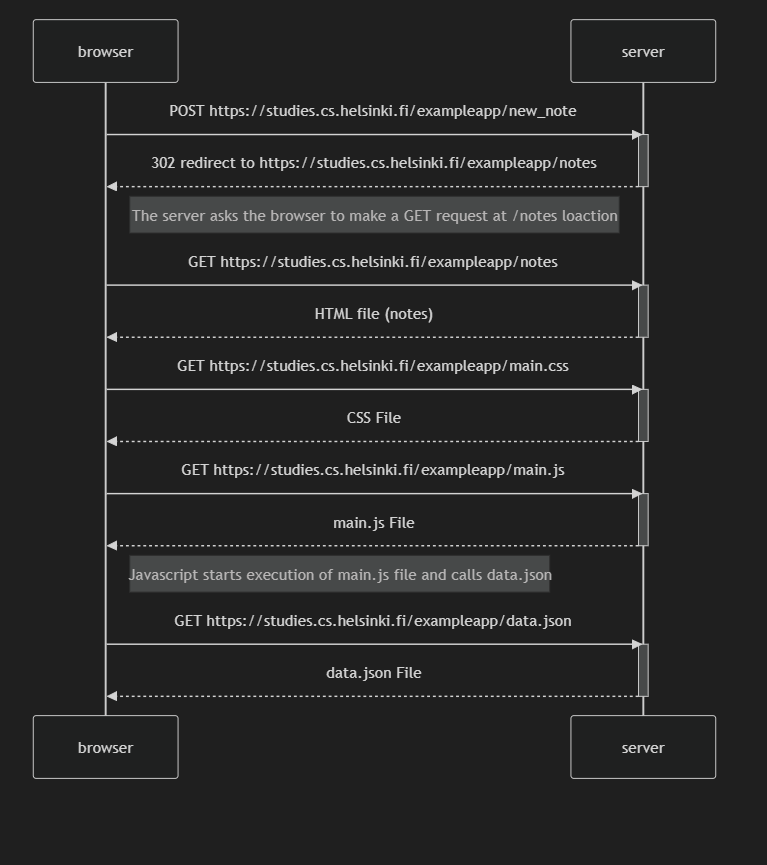 browser
server
POST https://studies.cs.helsinki.fi/exampleapp/new_note
302 redirect to https://studies.cs.helsinki.fi/exampleapp/notes
The server asks the browser to make a GET request at /notes loaction
GET https://studies.cs.helsinki.fi/exampleapp/notes
HTML file (notes)
GET https://studies.cs.helsinki.fi/exampleapp/main.css
CSS File
GET https://studies.cs.helsinki.fi/exampleapp/main.js
main.js File
Javascript starts execution of main.js file and calls data.json
GET https://studies.cs.helsinki.fi/exampleapp/data.json
data.json File
browser
server